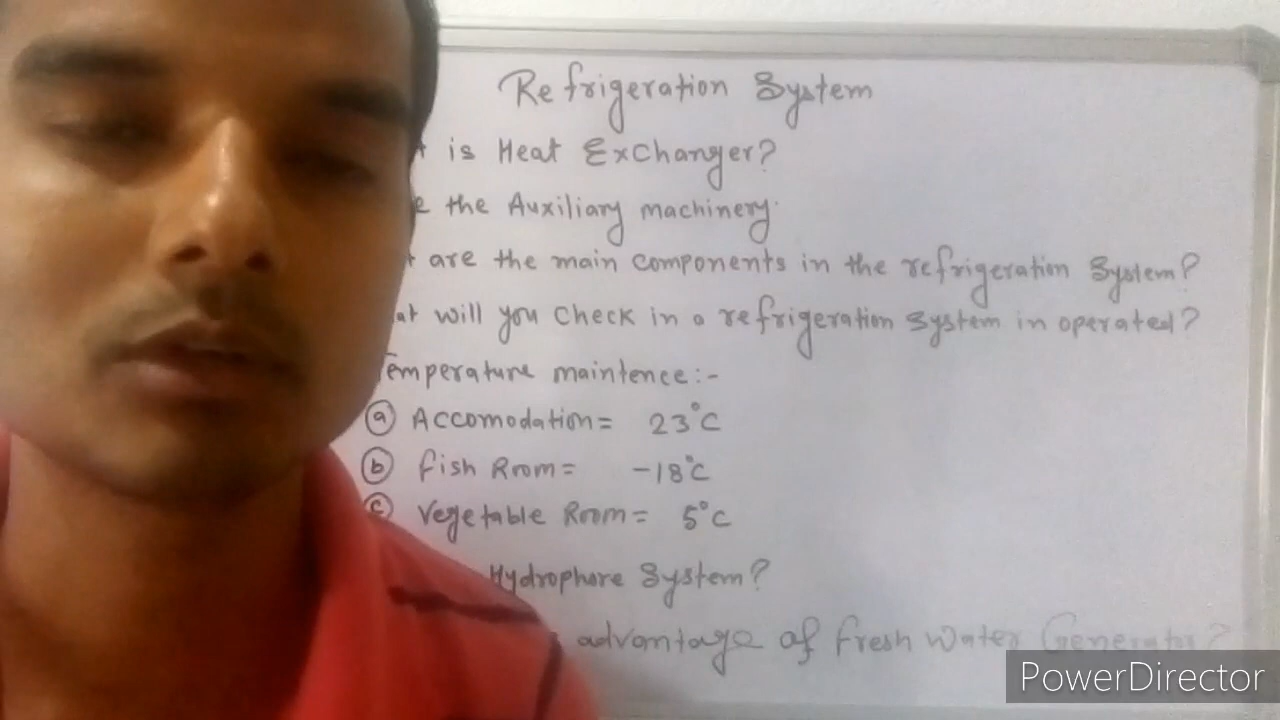 Refrigeration System
is Heat Exchanger?
the Auxiliary machinery.
are the main components in the refrigeration System?
will you check in a refrigeration system in operated?
Temperature maintence:-
(a) Accomodation= 23°C
(b) fish Room= -18°C
(c) Vegetable Room= 5°C
Hydrophore System?
advantage of fresh Water Generator?
PowerDirector